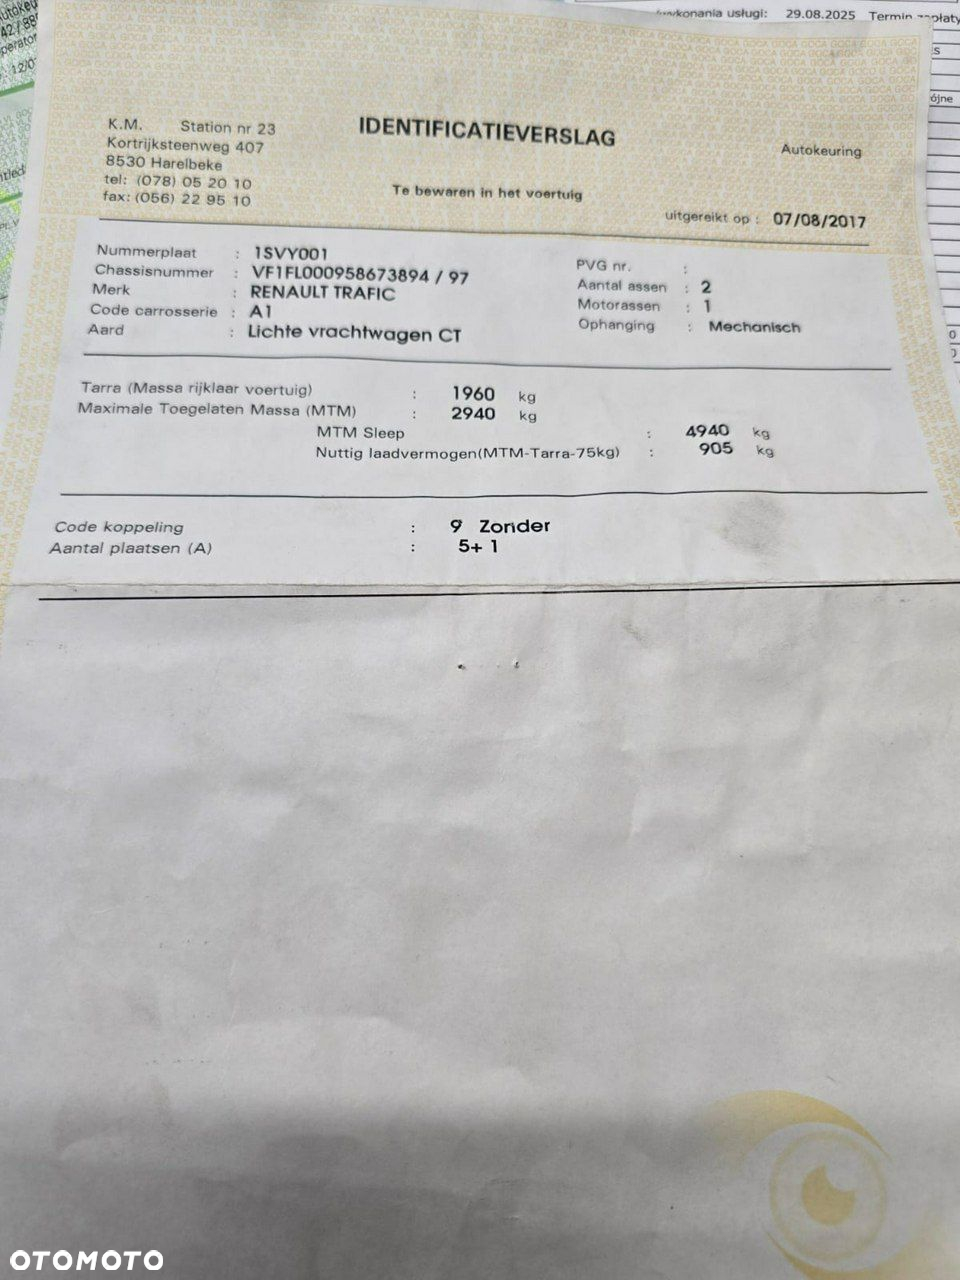 wykonania usługi: 29.08.2025 Termin zapłaty
IDENTIFICATIEVERSLAG
K.M. Station nr 23
Kortrijksteenweg 407
8530 Harelbeke
tel: (078) 05 20 10
fax: (056) 22 95 10
Autokeuring
Te bewaren in het voertuig
uitgereikt op : 07/08/2017
Nummerplaat : 1SVY001
Chassisnummer : VF1FL000958673894 / 97
Merk : RENAULT TRAFIC
Code carrosserie : A1
Aard : Lichte vrachtwagen CT
PVG nr. :
Aantal assen : 2
Motorassen : 1
Ophanging : Mechanisch
Tarra (Massa rijklaar voertuig) : 1960 kg
Maximale Toegelaten Massa (MTM) : 2940 kg
MTM Sleep : 4940 kg
Nuttig laadvermogen(MTM-Tarra-75kg) : 905 kg
Code koppeling : 9 Zonder
Aantal plaatsen (A) : 5+ 1
OTOMOTO